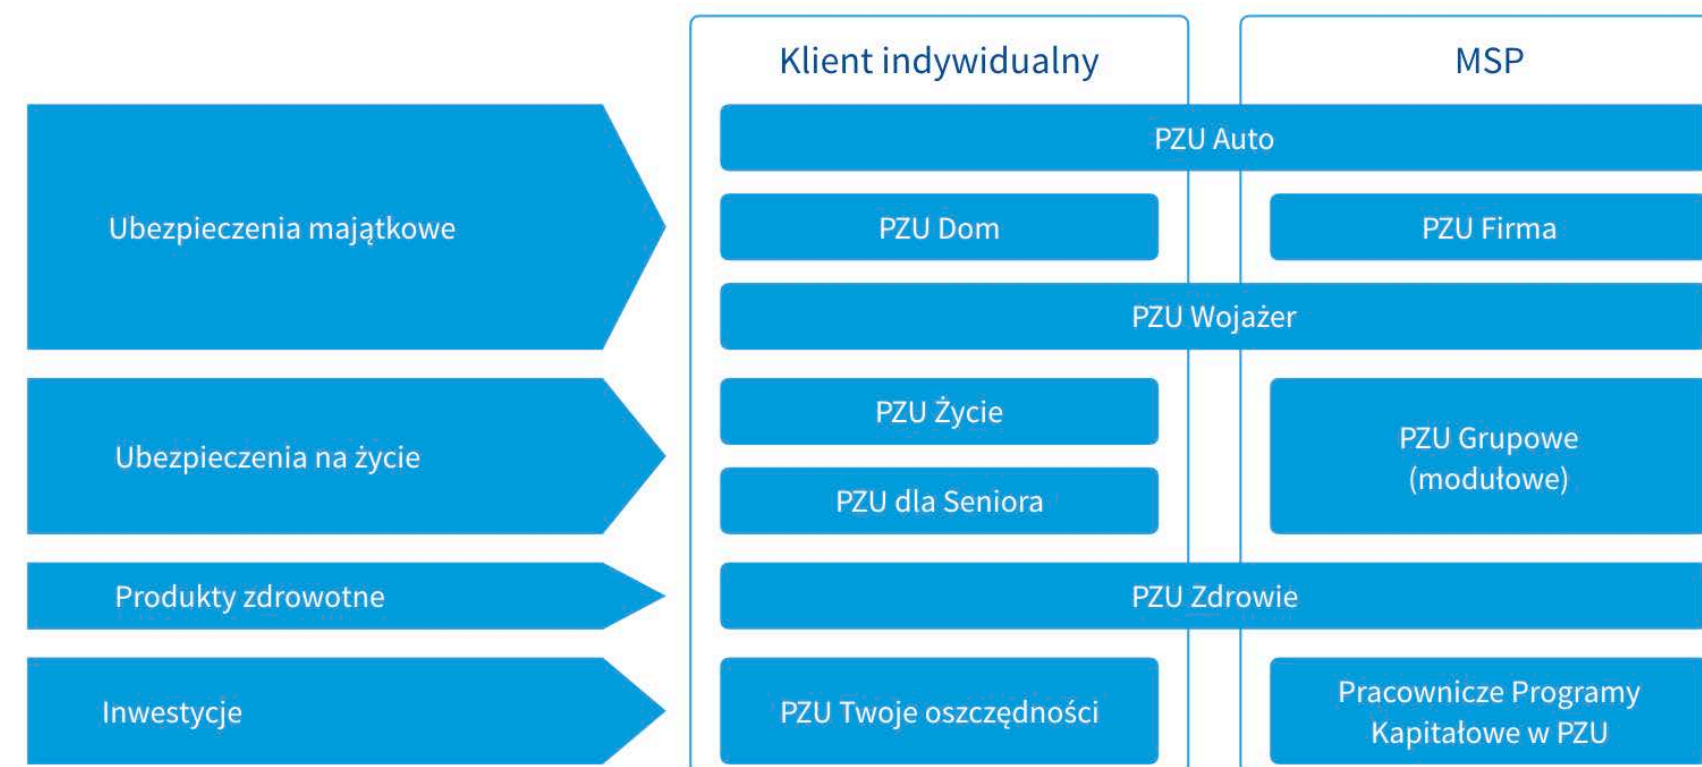 Klient indywidualny
MSP
Ubezpieczenia majątkowe
PZU Auto
PZU Dom
PZU Firma
PZU Wojażer
Ubezpieczenia na życie
PZU Życie
PZU dla Seniora
PZU Grupowe
(modułowe)
Produkty zdrowotne
PZU Zdrowie
Inwestycje
PZU Twoje oszczędności
Pracownicze Programy
Kapitałowe w PZU